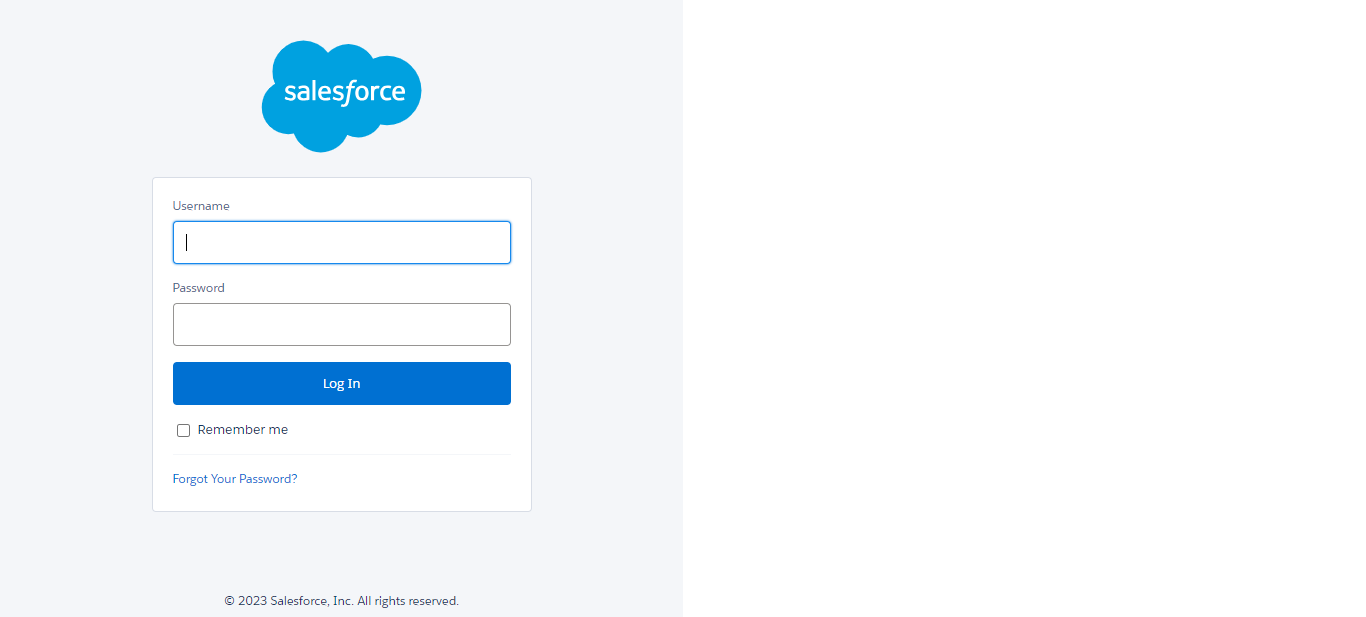 salesforce
Username
Password
Log In
Remember me
Forgot Your Password?
© 2023 Salesforce, Inc. All rights reserved.